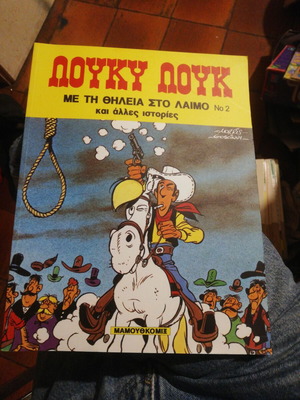 ΛΟΥΚΥ ΛΟΥΚ
ΜΕ ΤΗ ΘΗΛΕΙΑ ΣΤΟ ΛΑΙΜΟ Νο 2
και άλλες ιστορίες
ΜΑΜΟΥΘΚΟΜΙΞ